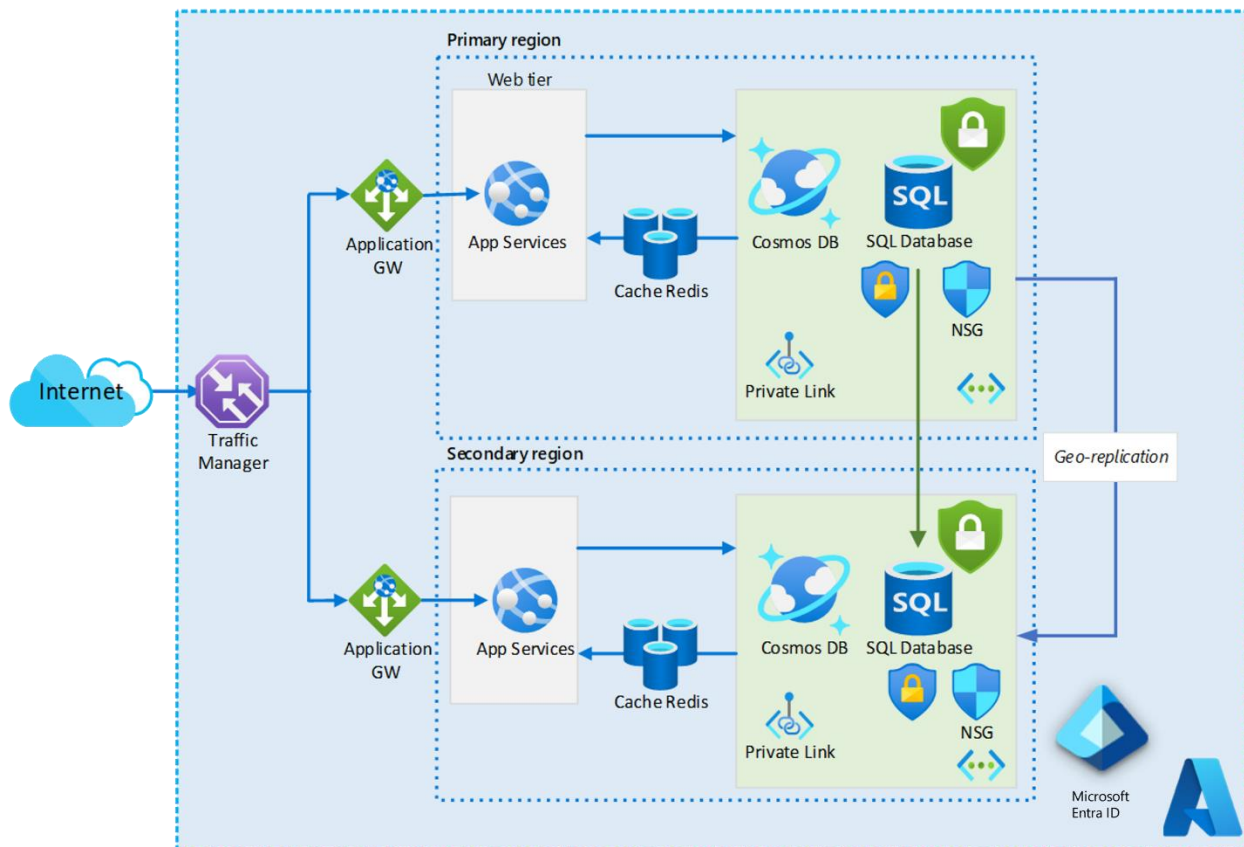 Primary region
Web tier
App Services
Application
GW
Cache Redis
Cosmos DB
SQL
SQL Database
NSG
Private Link
Internet
Traffic
Manager
Geo-replication
Secondary region
App Services
Application
GW
Cache Redis
Cosmos DB
SQL
SQL Database
NSG
Private Link
Microsoft
Entra ID